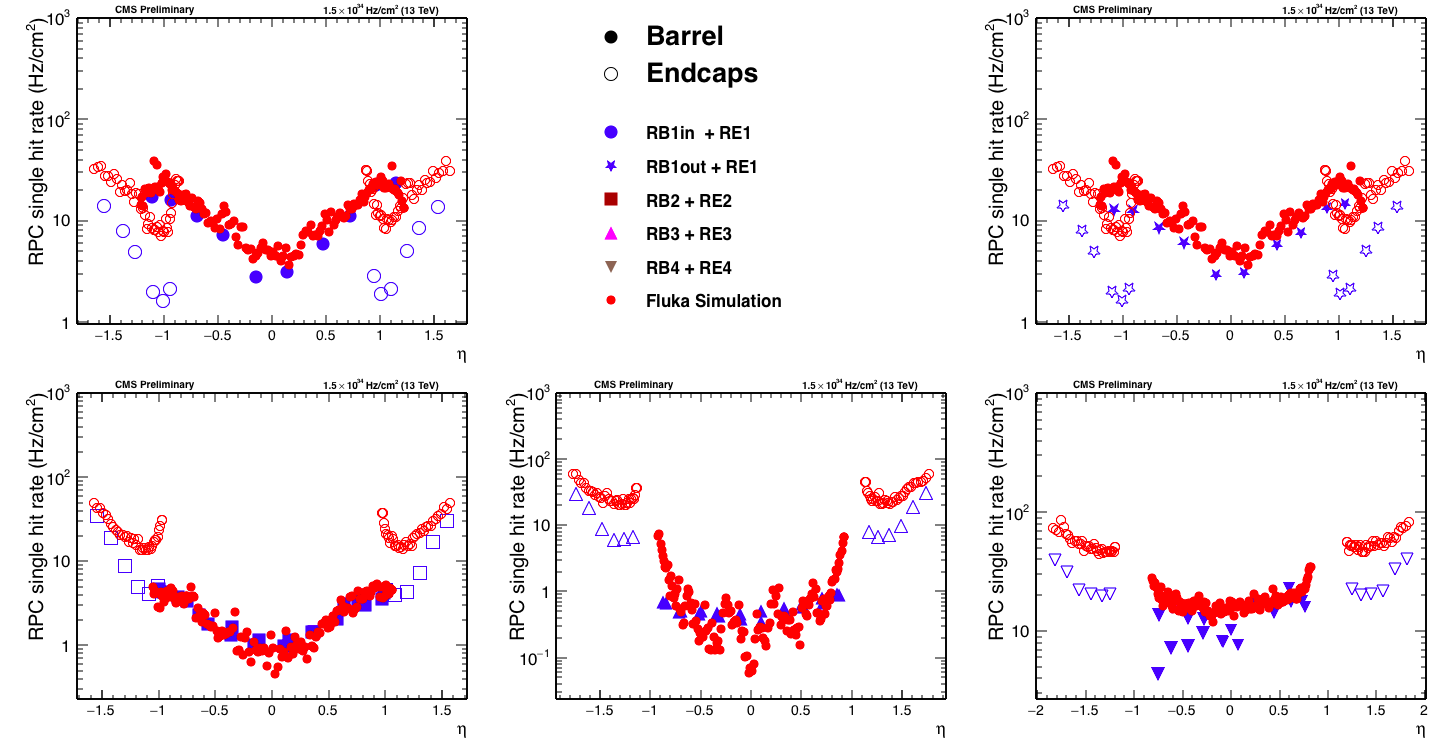 CMS Preliminary 1.5×10³⁴ Hz/cm² (13 TeV)
RPC single hit rate (Hz/cm²)
10³
10²
10
1
−1.5 −1 −0.5 0 0.5 1 1.5
η
Barrel
Endcaps
RB1in + RE1
RB1out + RE1
RB2 + RE2
RB3 + RE3
RB4 + RE4
Fluka Simulation
CMS Preliminary 1.5×10³⁴ Hz/cm² (13 TeV)
RPC single hit rate (Hz/cm²)
10³
10²
10
1
−1.5 −1 −0.5 0 0.5 1 1.5
η
CMS Preliminary 1.5×10³⁴ Hz/cm² (13 TeV)
RPC single hit rate (Hz/cm²)
10³
10²
10
1
−1.5 −1 −0.5 0 0.5 1 1.5
η
CMS Preliminary 1.5×10³⁴ Hz/cm² (13 TeV)
RPC single hit rate (Hz/cm²)
10³
10²
10
1
10⁻¹
−1.5 −1 −0.5 0 0.5 1 1.5
η
CMS Preliminary 1.5×10³⁴ Hz/cm² (13 TeV)
RPC single hit rate (Hz/cm²)
10³
10²
10
−2 −1.5 −1 −0.5 0 0.5 1 1.5 2
η